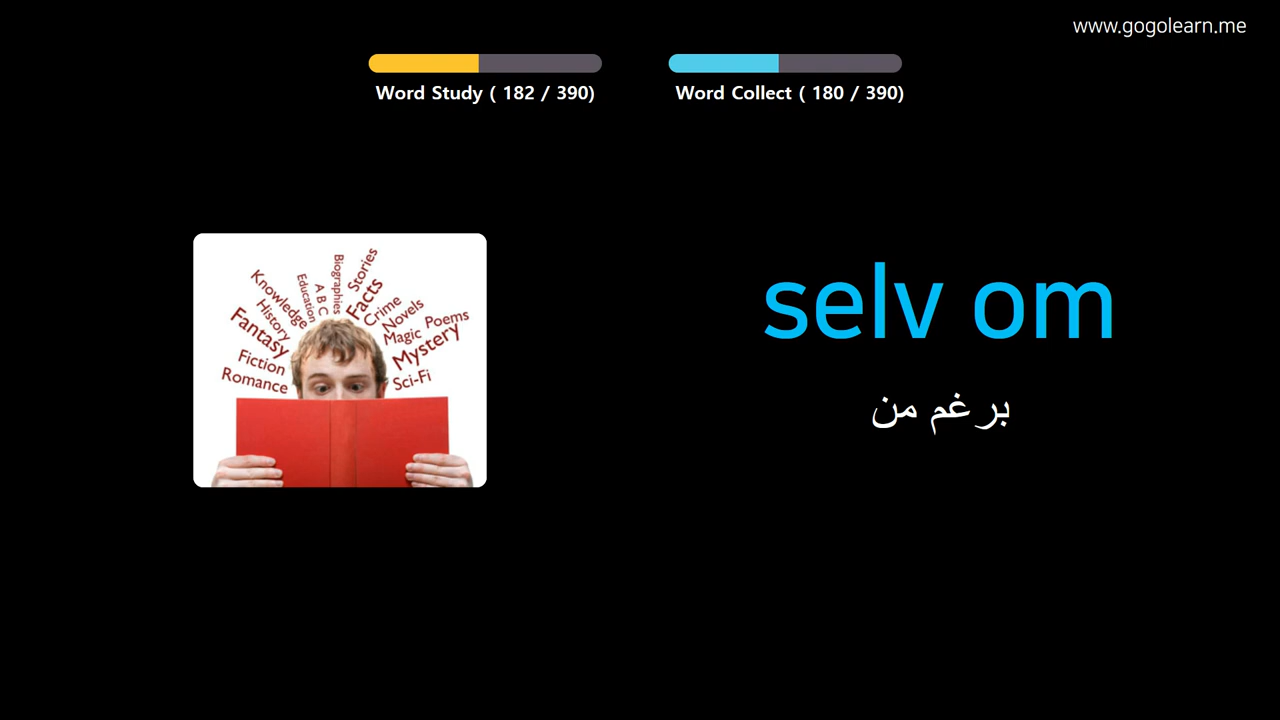 www.gogolearn.me
Word Study ( 182 / 390)
Word Collect ( 180 / 390)
Stories
Biographies
Facts
A B C
Education
Knowledge
Crime
History
Novels
Poems
Fantasy
Magic
Mystery
Fiction
Sci-Fi
Romance
selv om
برغم من